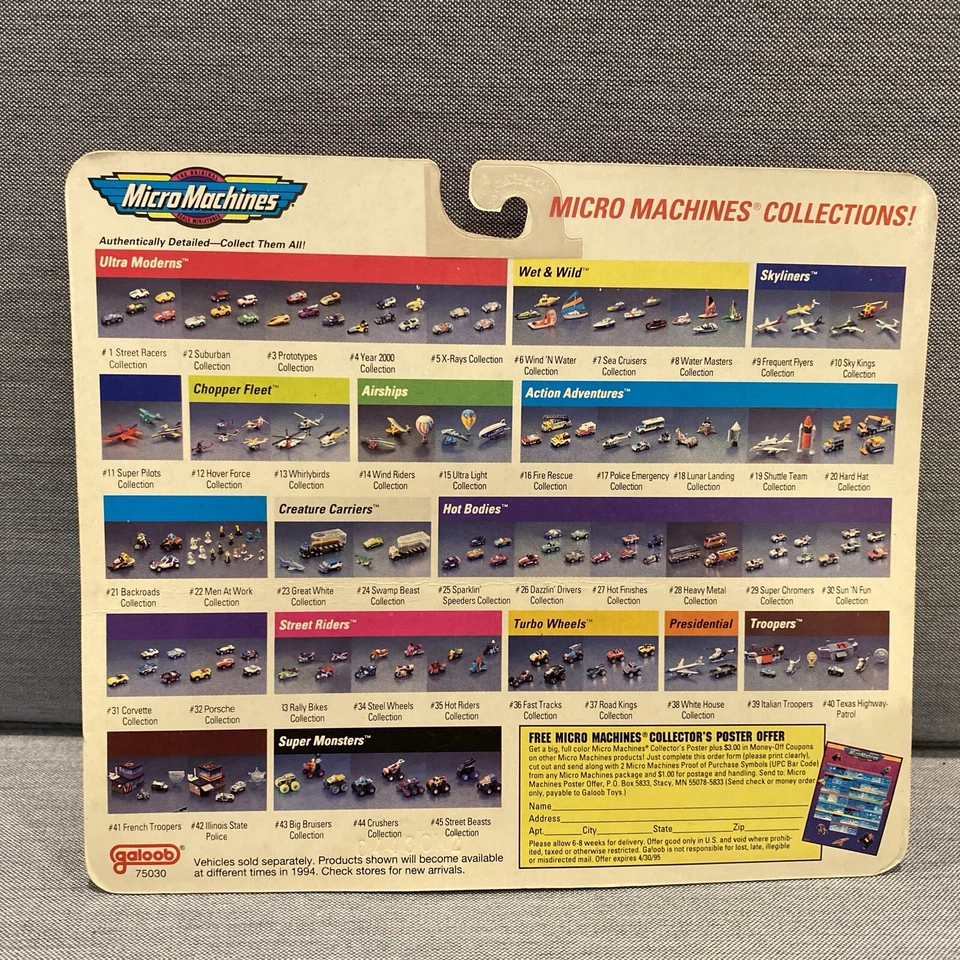 THE ORIGINAL
MicroMachines
SCALE MINIATURES
MICRO MACHINES® COLLECTIONS!
Authentically Detailed—Collect Them All!
Ultra Moderns™
Wet & Wild™
Skyliners™
#1 Street Racers Collection
#2 Suburban Collection
#3 Prototypes Collection
#4 Year 2000 Collection
#5 X-Rays Collection
#6 Wind 'N Water Collection
#7 Sea Cruisers Collection
#8 Water Masters Collection
#9 Frequent Flyers Collection
#10 Sky Kings Collection
Chopper Fleet™
Airships
Action Adventures™
#11 Super Pilots Collection
#12 Hover Force Collection
#13 Whirlybirds Collection
#14 Wind Riders Collection
#15 Ultra Light Collection
#16 Fire Rescue Collection
#17 Police Emergency Collection
#18 Lunar Landing Collection
#19 Shuttle Team Collection
#20 Hard Hat Collection
Creature Carriers™
Hot Bodies™
#21 Backroads Collection
#22 Men At Work Collection
#23 Great White Collection
#24 Swamp Beast Collection
#25 Sparklin' Speeders Collection
#26 Dazzlin' Drivers Collection
#27 Hot Finishes Collection
#28 Heavy Metal Collection
#29 Super Chromers Collection
#30 Sun 'N Fun Collection
Street Riders™
Turbo Wheels™
Presidential
Troopers™
#31 Corvette Collection
#32 Porsche Collection
33 Rally Bikes Collection
#34 Steel Wheels Collection
#35 Hot Riders Collection
#36 Fast Tracks Collection
#37 Road Kings Collection
#38 White House Collection
#39 Italian Troopers
#40 Texas Highway-Patrol
Super Monsters™
#41 French Troopers
#42 Illinois State Police
#43 Big Bruisers Collection
#44 Crushers Collection
#45 Street Beasts Collection
FREE MICRO MACHINES® COLLECTOR'S POSTER OFFER
Get a big, full color Micro Machines® Collector's Poster plus $3.00 in Money-Off Coupons
on other Micro Machines products! Just complete this order form (please print clearly),
cut out and send along with 2 Micro Machines Proof of Purchase Symbols (UPC Bar Code)
from any Micro Machines package and $1.00 for postage and handling. Send to: Micro
Machines Poster Offer, P.O. Box 5833, Stacy, MN 55078-5833 (Send check or money order
only, payable to Galoob Toys.)
Name
Address
Apt. City State Zip
Please allow 6-8 weeks for delivery. Offer good only in U.S. and void where prohib-
ited, taxed or otherwise restricted. Galoob is not responsible for lost, late, illegible
or misdirected mail. Offer expires 4/30/95
galoob®
75030
Vehicles sold separately. Products shown will become available
at different times in 1994. Check stores for new arrivals.